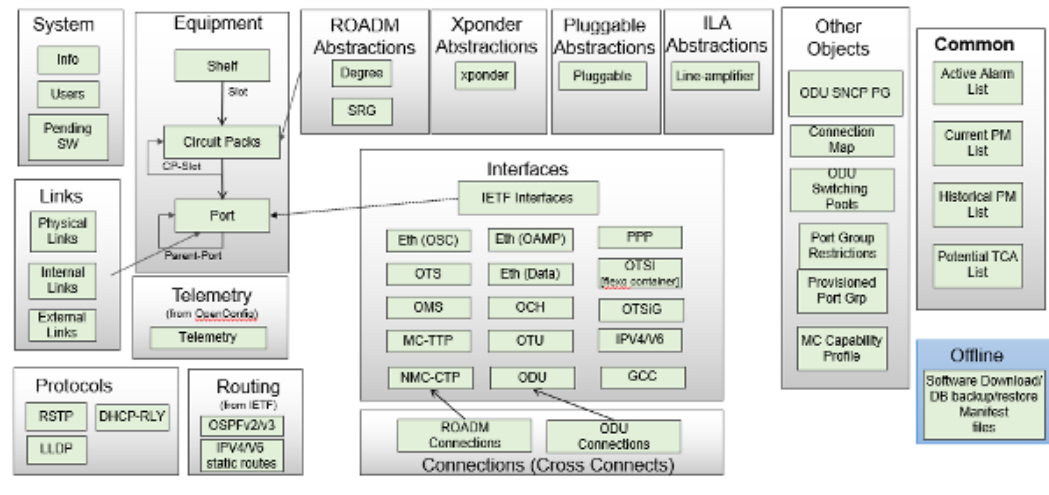 System
Info
Users
Pending
SW
Equipment
Shelf
Slot
Circuit Packs
CP-Slot
Port
Parent-Port
ROADM
Abstractions
Degree
SRG
Xponder
Abstractions
xponder
Pluggable
Abstractions
Pluggable
ILA
Abstractions
Line-amplifier
Other
Objects
ODU SNCP PG
Connection
Map
ODU
Switching
Pools
Port Group
Restrictions
Provisioned
Port Grp
MC Capability
Profile
Common
Active Alarm
List
Current PM
List
Historical PM
List
Potential TCA
List
Links
Physical
Links
Internal
Links
External
Links
Telemetry
(from OpenConfig)
Telemetry
Interfaces
IETF Interfaces
Eth (OSC)
Eth (OAMP)
PPP
OTS
Eth (Data)
OTSi
[flexo container]
OMS
OCH
OTSiG
MC-TTP
OTU
IPV4/V6
NMC-CTP
ODU
GCC
Protocols
RSTP
DHCP-RLY
LLDP
Routing
(from IETF)
OSPFv2/v3
IPV4/V6
static routes
ROADM
Connections
ODU
Connections
Connections (Cross Connects)
Offline
Software Download/
DB backup/restore
Manifest
files